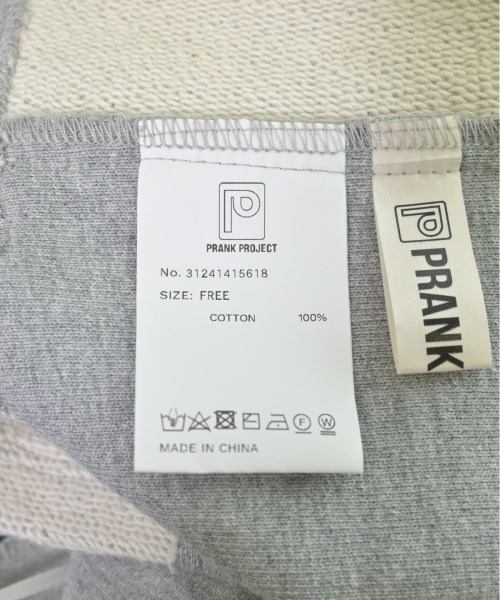 PRANK PROJECT
No. 31241415618
SIZE: FREE
COTTON 100%
F W
MADE IN CHINA
PRANK